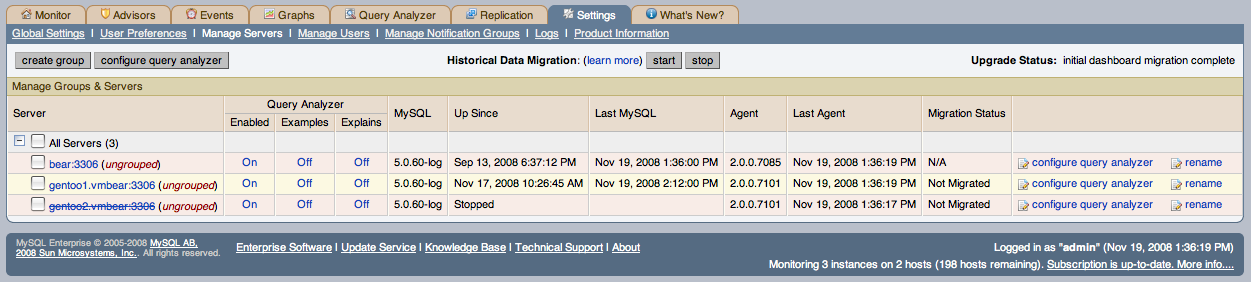 Monitor Advisors Events Graphs Query Analyzer Replication Settings What's New?
Global Settings | User Preferences | Manage Servers | Manage Users | Manage Notification Groups | Logs | Product Information
create group configure query analyzer Historical Data Migration: (learn more) start stop Upgrade Status: initial dashboard migration complete
Manage Groups & Servers
Server Query Analyzer MySQL Up Since Last MySQL Agent Last Agent Migration Status
Enabled Examples Explains
All Servers (3)
bear:3306 (ungrouped) On Off Off 5.0.60-log Sep 13, 2008 6:37:12 PM Nov 19, 2008 1:36:00 PM 2.0.0.7085 Nov 19, 2008 1:36:19 PM N/A configure query analyzer rename
gentoo1.vmbear:3306 (ungrouped) On Off Off 5.0.60-log Nov 17, 2008 10:26:45 AM Nov 19, 2008 2:12:00 PM 2.0.0.7101 Nov 19, 2008 1:36:19 PM Not Migrated configure query analyzer rename
gentoo2.vmbear:3306 (ungrouped) On Off Off 5.0.60-log Stopped 2.0.0.7101 Nov 19, 2008 1:36:17 PM Not Migrated configure query analyzer rename
MySQL Enterprise © 2005-2008 MySQL AB,
2008 Sun Microsystems, Inc.. All rights reserved.
Enterprise Software | Update Service | Knowledge Base | Technical Support | About
Logged in as "admin" (Nov 19, 2008 1:36:19 PM)
Monitoring 3 instances on 2 hosts (198 hosts remaining). Subscription is up-to-date. More info....